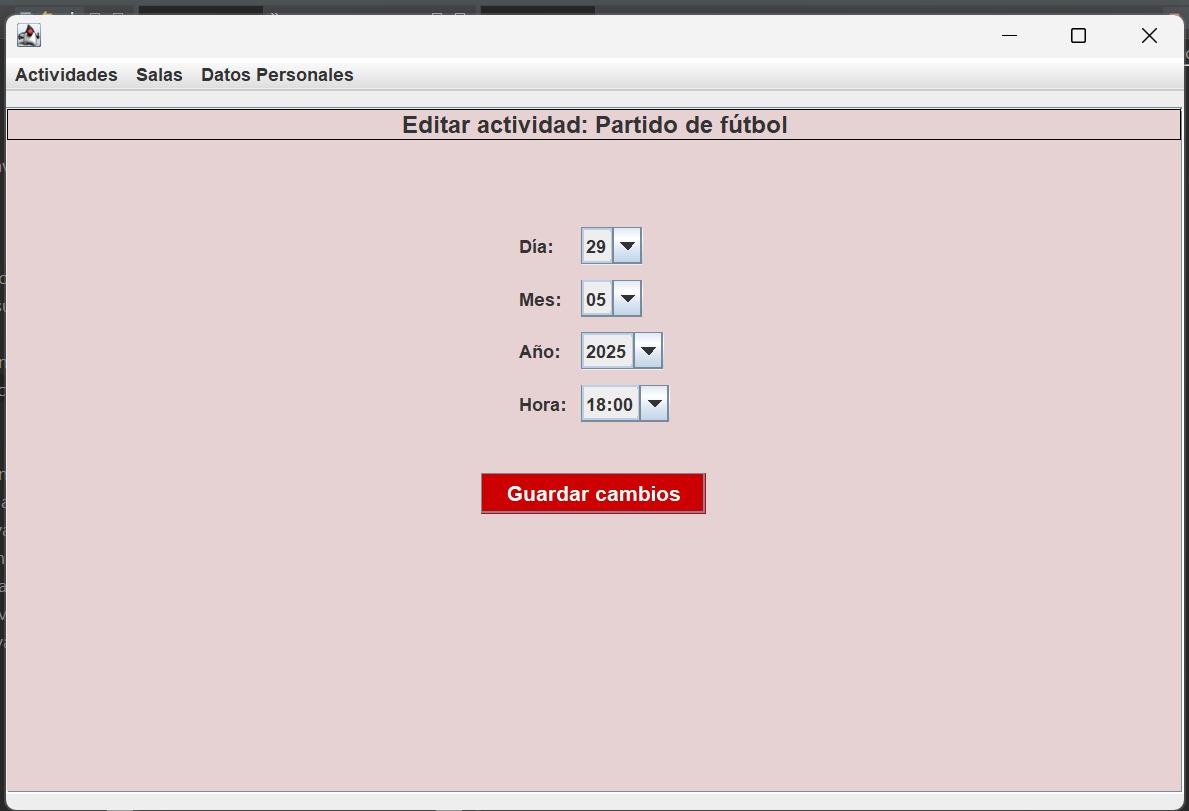 Actividades Salas Datos Personales
Editar actividad: Partido de fútbol
Día: 29
Mes: 05
Año: 2025
Hora: 18:00
Guardar cambios